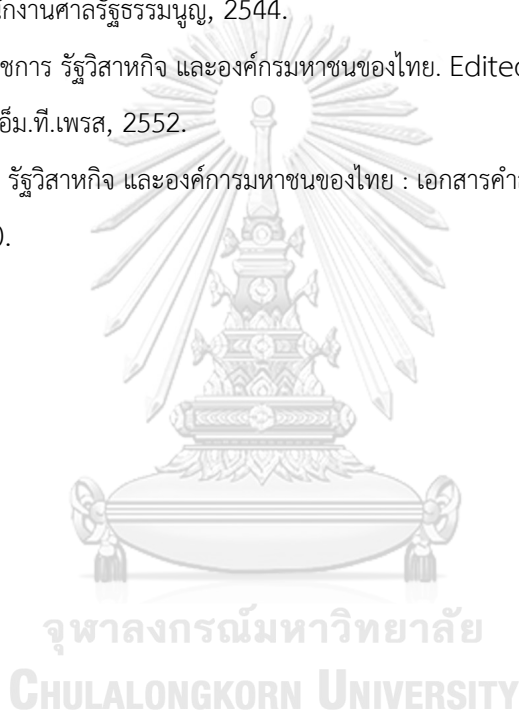 นักงานศาลรัฐธรรมนูญ, 2544.
ชการ รัฐวิสาหกิจ และองค์กรมหาชนของไทย. Edited
อ็ม.ที.เพรส, 2552.
รัฐวิสาหกิจ และองค์การมหาชนของไทย : เอกสารคำ
).
จุฬาลงกรณ์มหาวิทยาลัย
CHULALONGKORN UNIVERSITY